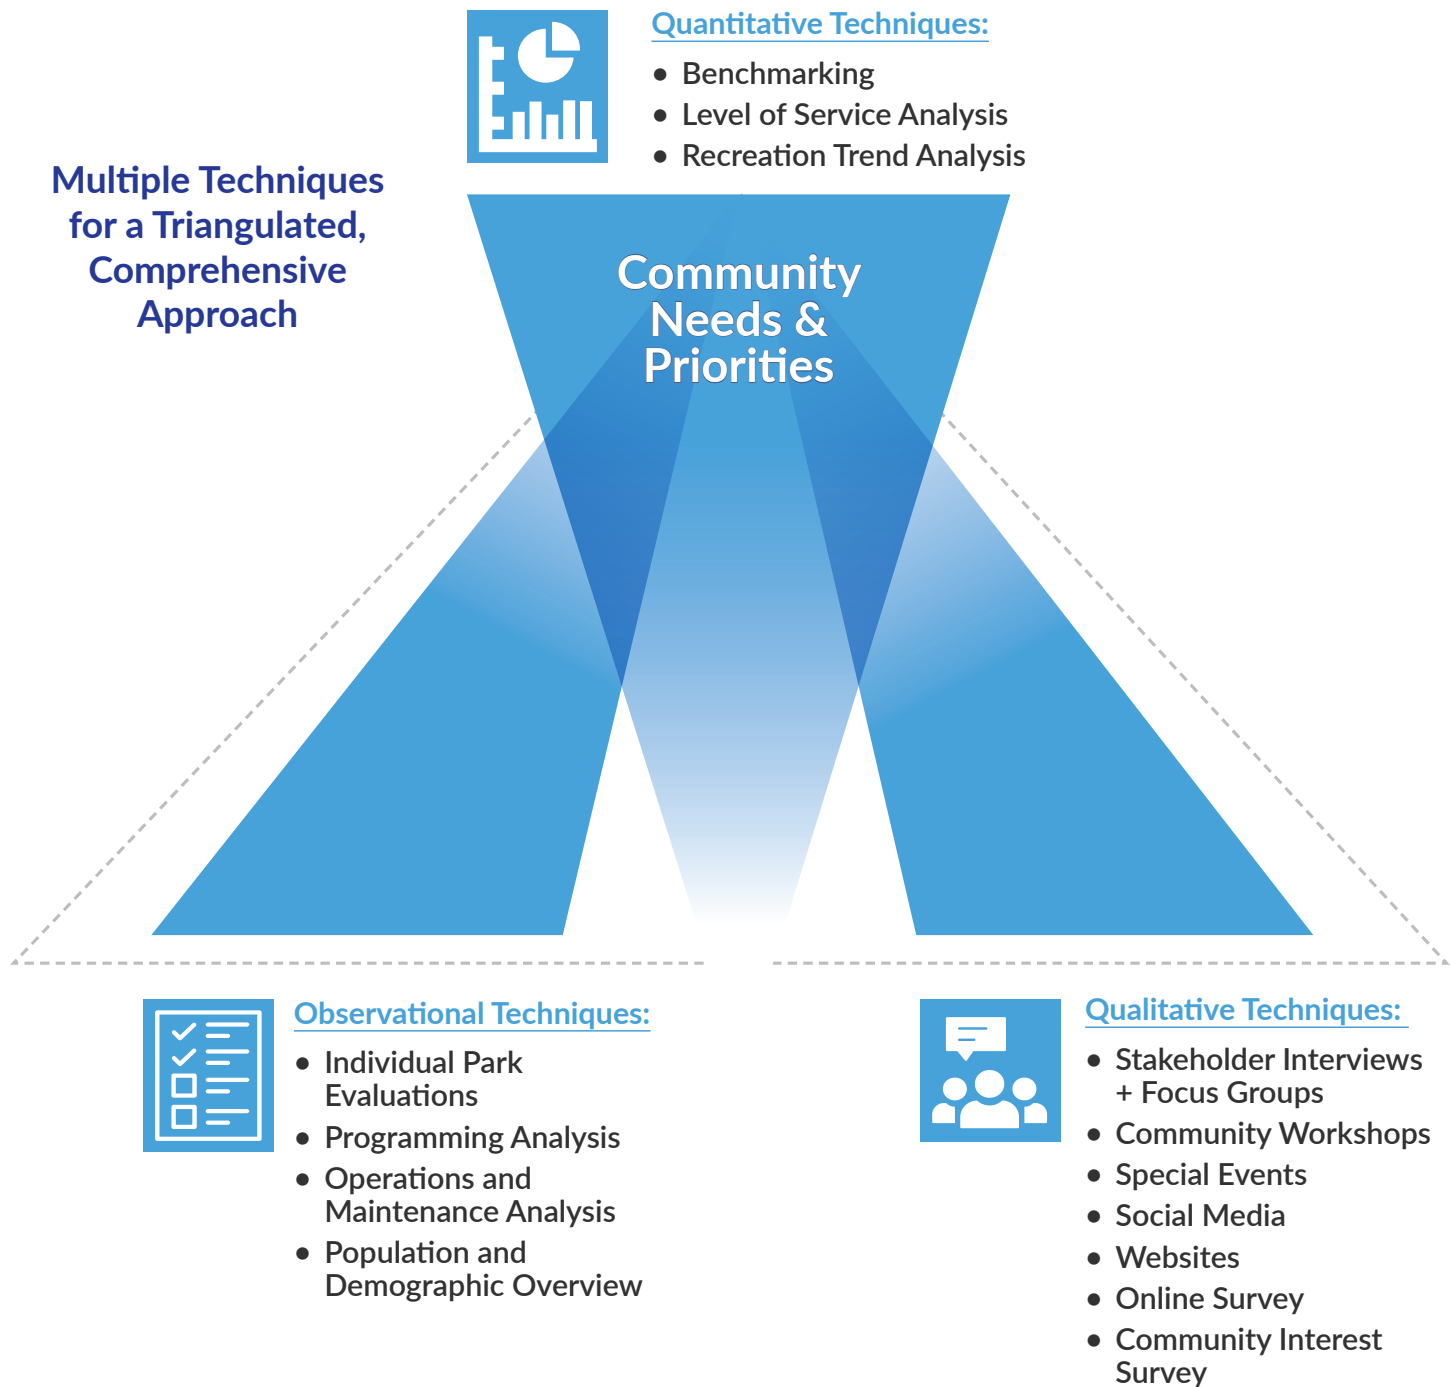 Quantitative Techniques:
• Benchmarking
• Level of Service Analysis
• Recreation Trend Analysis
Multiple Techniques
for a Triangulated,
Comprehensive
Approach
Community
Needs &
Priorities
Observational Techniques:
• Individual Park
Evaluations
• Programming Analysis
• Operations and
Maintenance Analysis
• Population and
Demographic Overview
Qualitative Techniques:
• Stakeholder Interviews
+ Focus Groups
• Community Workshops
• Special Events
• Social Media
• Websites
• Online Survey
• Community Interest
Survey